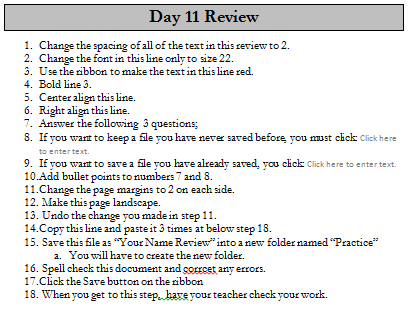 Day 11 Review
1. Change the spacing of all of the text in this review to 2.
2. Change the font in this line only to size 22.
3. Use the ribbon to make the text in this line red.
4. Bold line 3.
5. Center align this line.
6. Right align this line.
7. Answer the following 3 questions;
8. If you want to keep a file you have never saved before, you must click: Click here
to enter text.
9. If you want to save a file you have already saved, you click: Click here to enter text.
10.Add bullet points to numbers 7 and 8.
11.Change the page margins to 2 on each side.
12. Make this page landscape.
13. Undo the change you made in step 11.
14.Copy this line and paste it 3 times at below step 18.
15. Save this file as “Your Name Review” into a new folder named “Practice”
a. You will have to create the new folder.
16. Spell check this document and corrcet any errors.
17.Click the Save button on the ribbon
18. When you get to this step, have your teacher check your work.